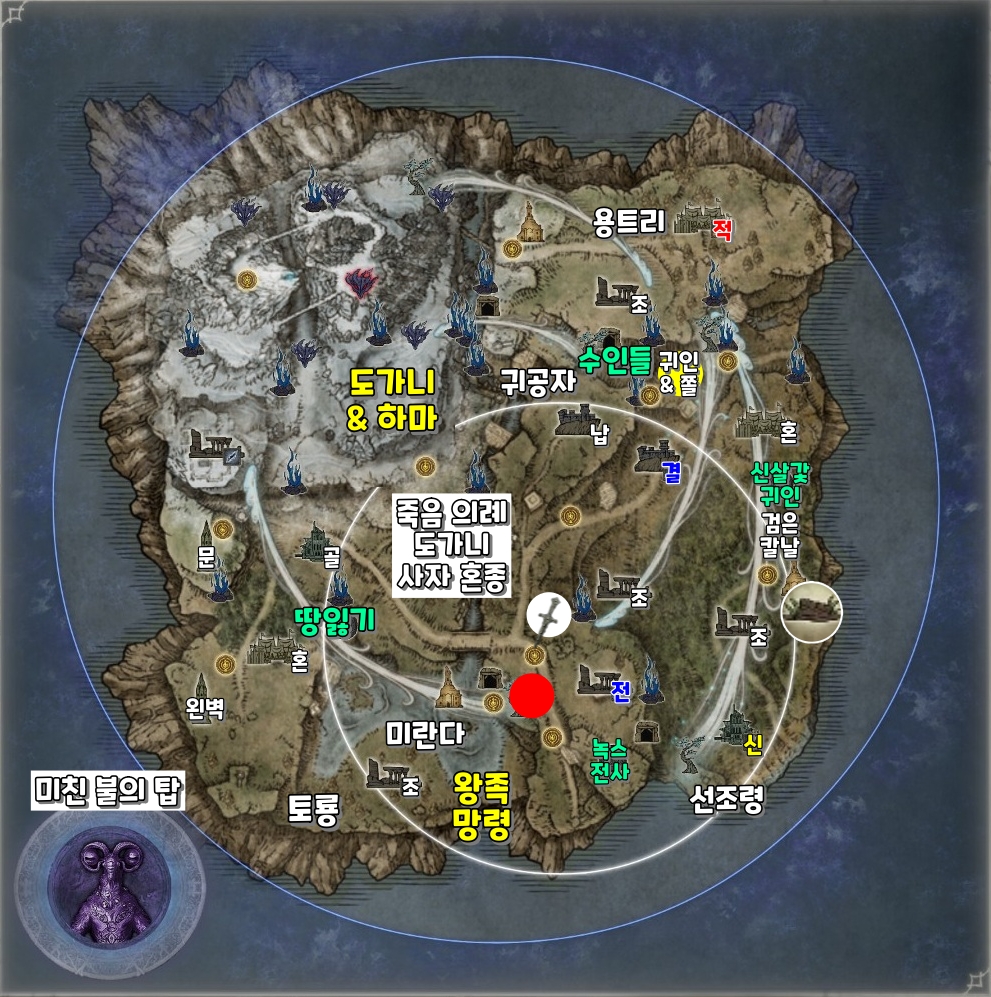 용트리
적
조
수인들
귀인
& 쫄
귀공자
도가니
& 하마
납
혼
결
신살갗
귀인
검은
칼날
죽음 의례
도가니
사자 혼종
문
골
조
땅잃기
조
혼
전
왼벽
미란다
녹스
전사
신
조
왕족
망령
선조령
토룡
미친 불의 탑